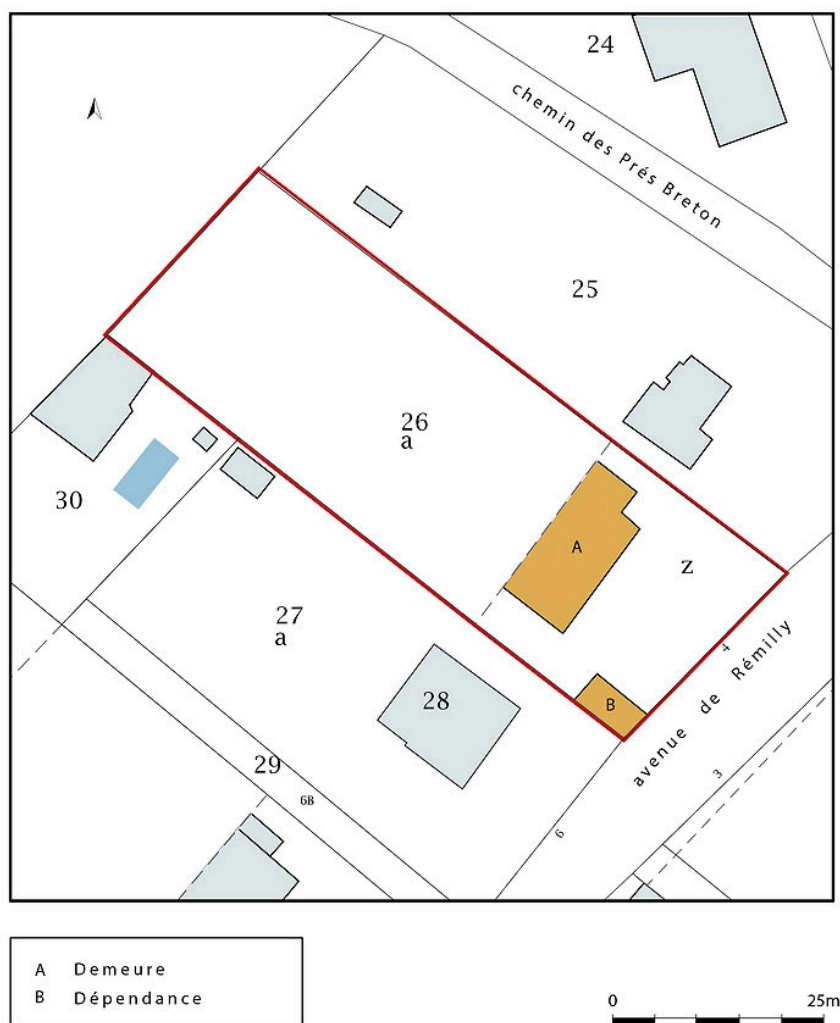 24
chemin des Prés Breton
25
26
a
30
A
z
27
a
4
avenue de Rémilly
28
B
29
3
6B
6
A Demeure
B Dépendance
0 25m